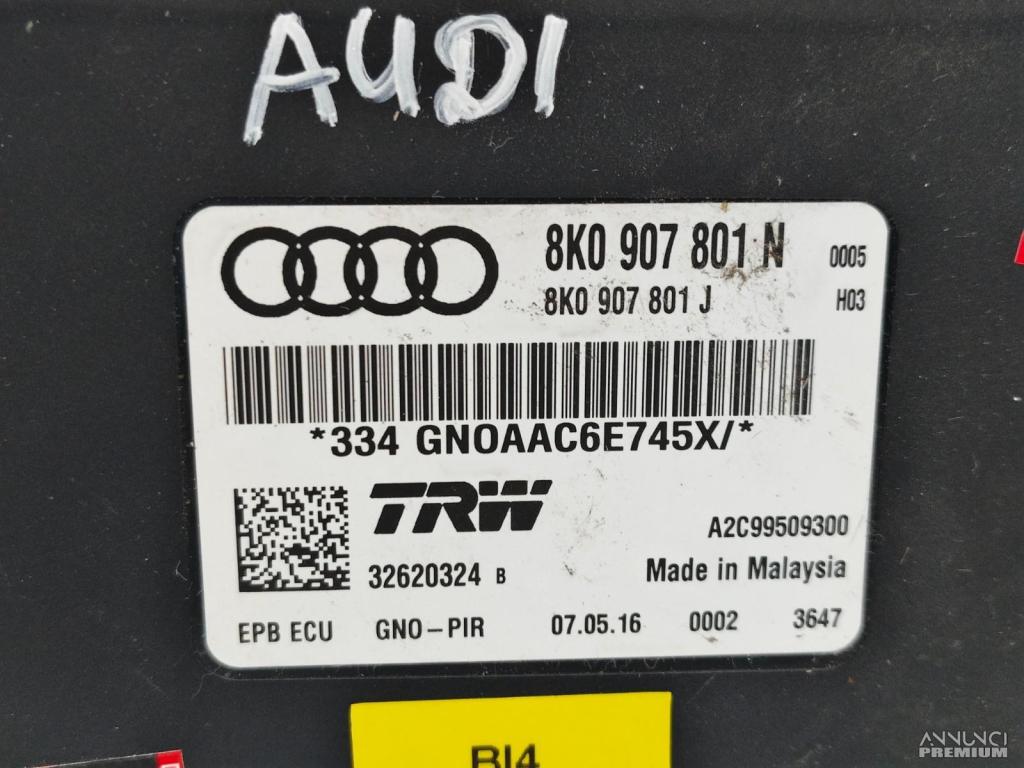 AUDI
8K0 907 801 N 0005
8K0 907 801 J H03
*334 GN0AAC6E745X/*
TRW
A2C99509300
32620324 B
Made in Malaysia
EPB ECU GNO-PIR 07.05.16 0002 3647
BI4
ANNUNCI
PREMIUM